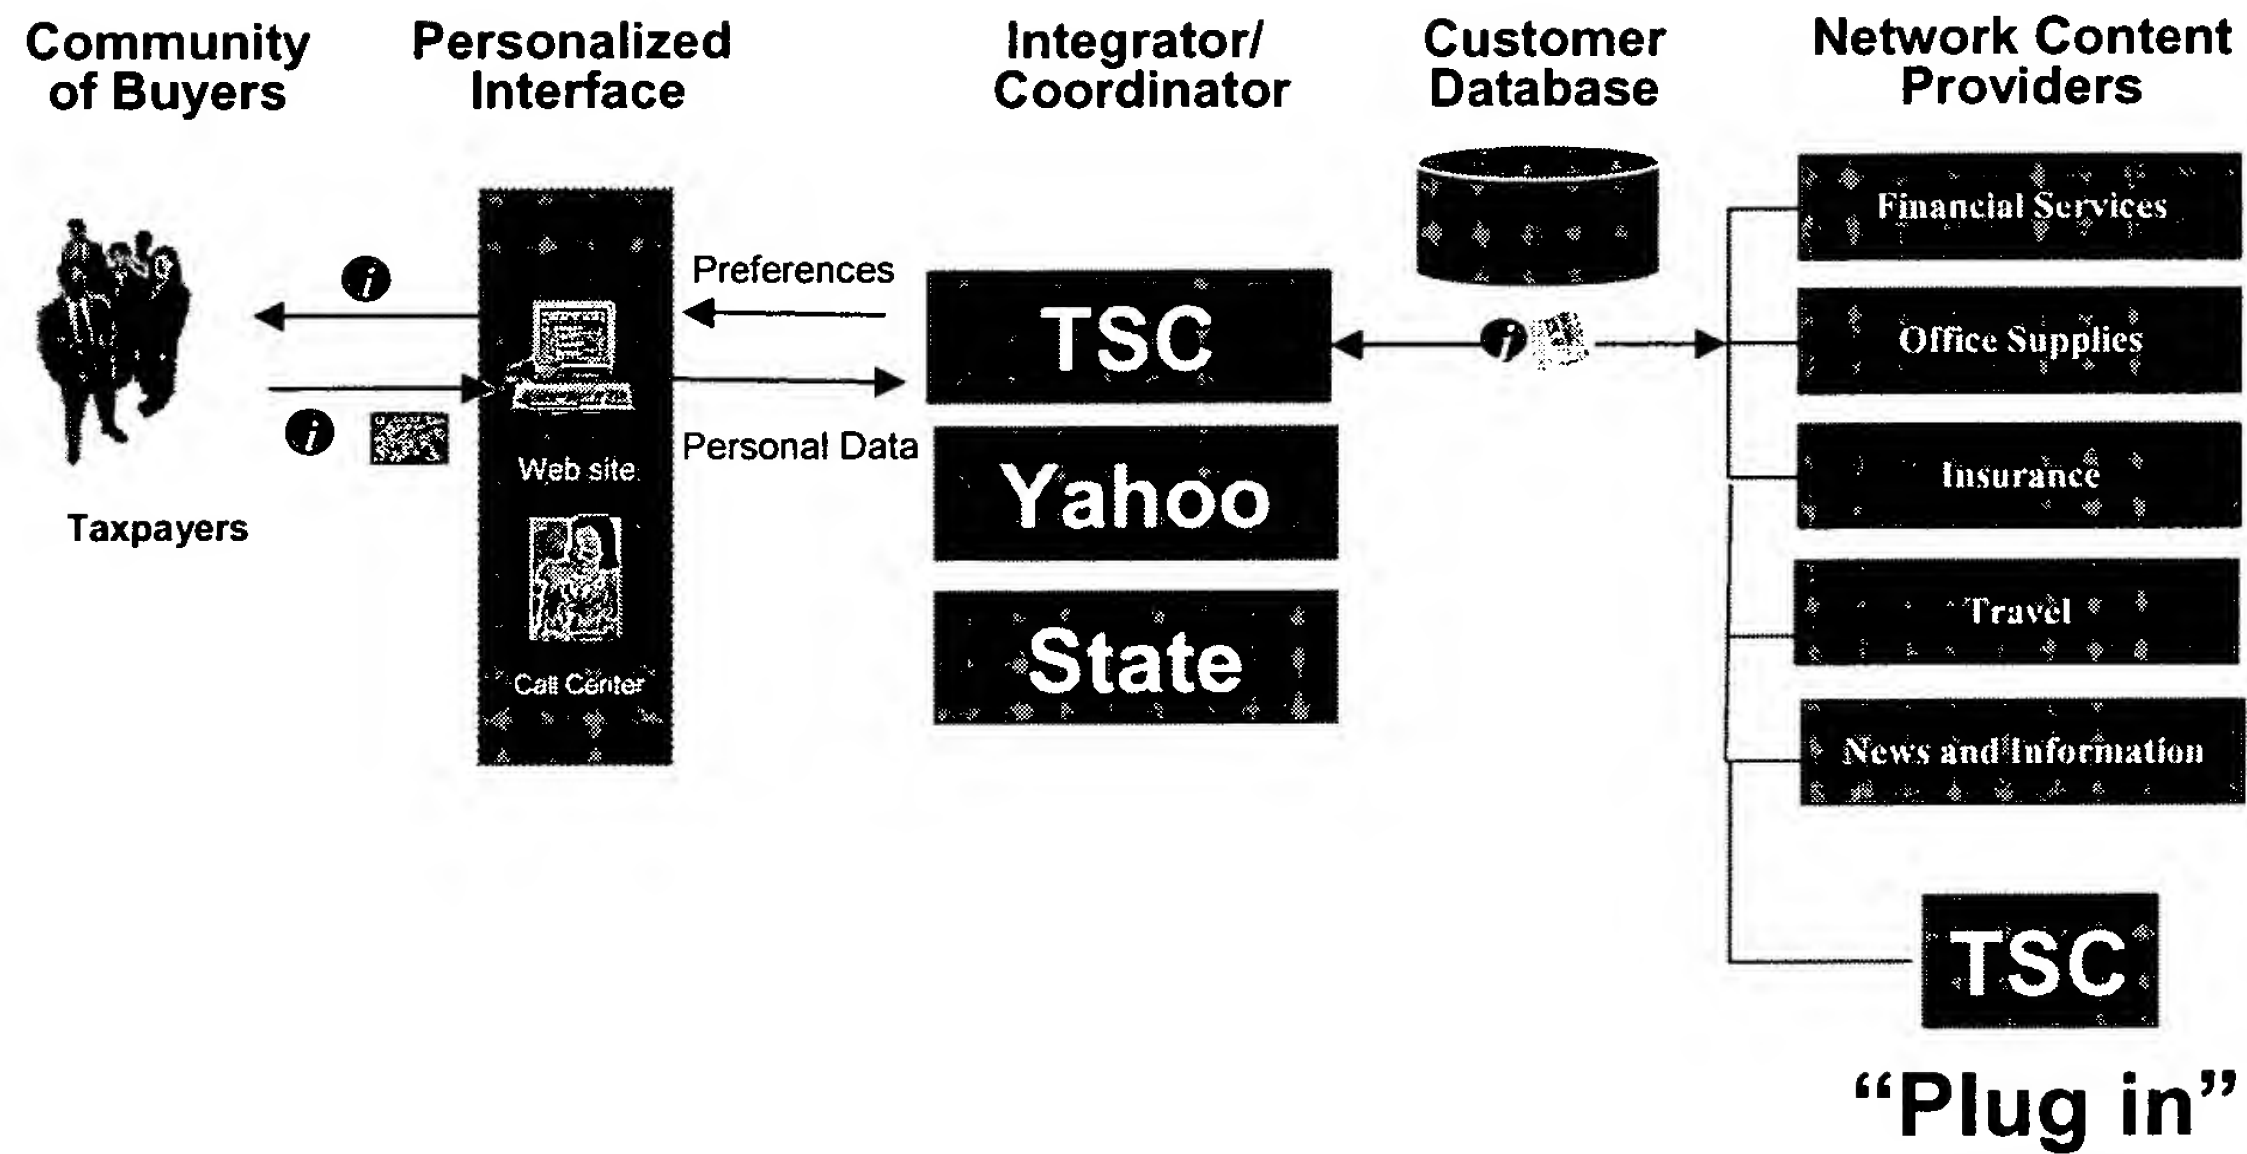 Community
of Buyers
Personalized
Interface
Integrator/
Coordinator
Customer
Database
Network Content
Providers
i
i
Taxpayers
Web site
Call Center
Preferences
Personal Data
TSC
Yahoo
State
i
Financial Services
Office Supplies
Insurance
Travel
News and Information
TSC
“Plug in”